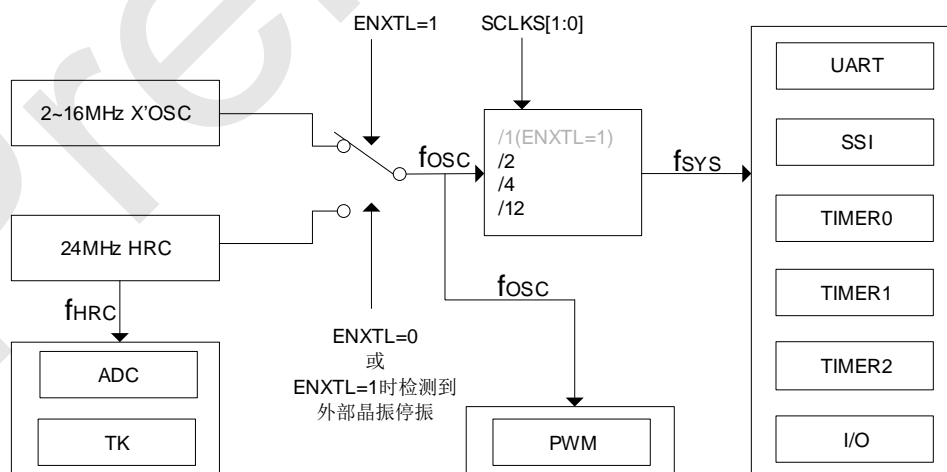 ENXTL=1
SCLKS[1:0]
2~16MHz X'OSC
24MHz HRC
fHRC
ADC
TK
fOSC
/1(ENXTL=1)
/2
/4
/12
fSYS
fOSC
ENXTL=0
或
ENXTL=1时检测到
外部晶振停振
PWM
UART
SSI
TIMER0
TIMER1
TIMER2
I/O